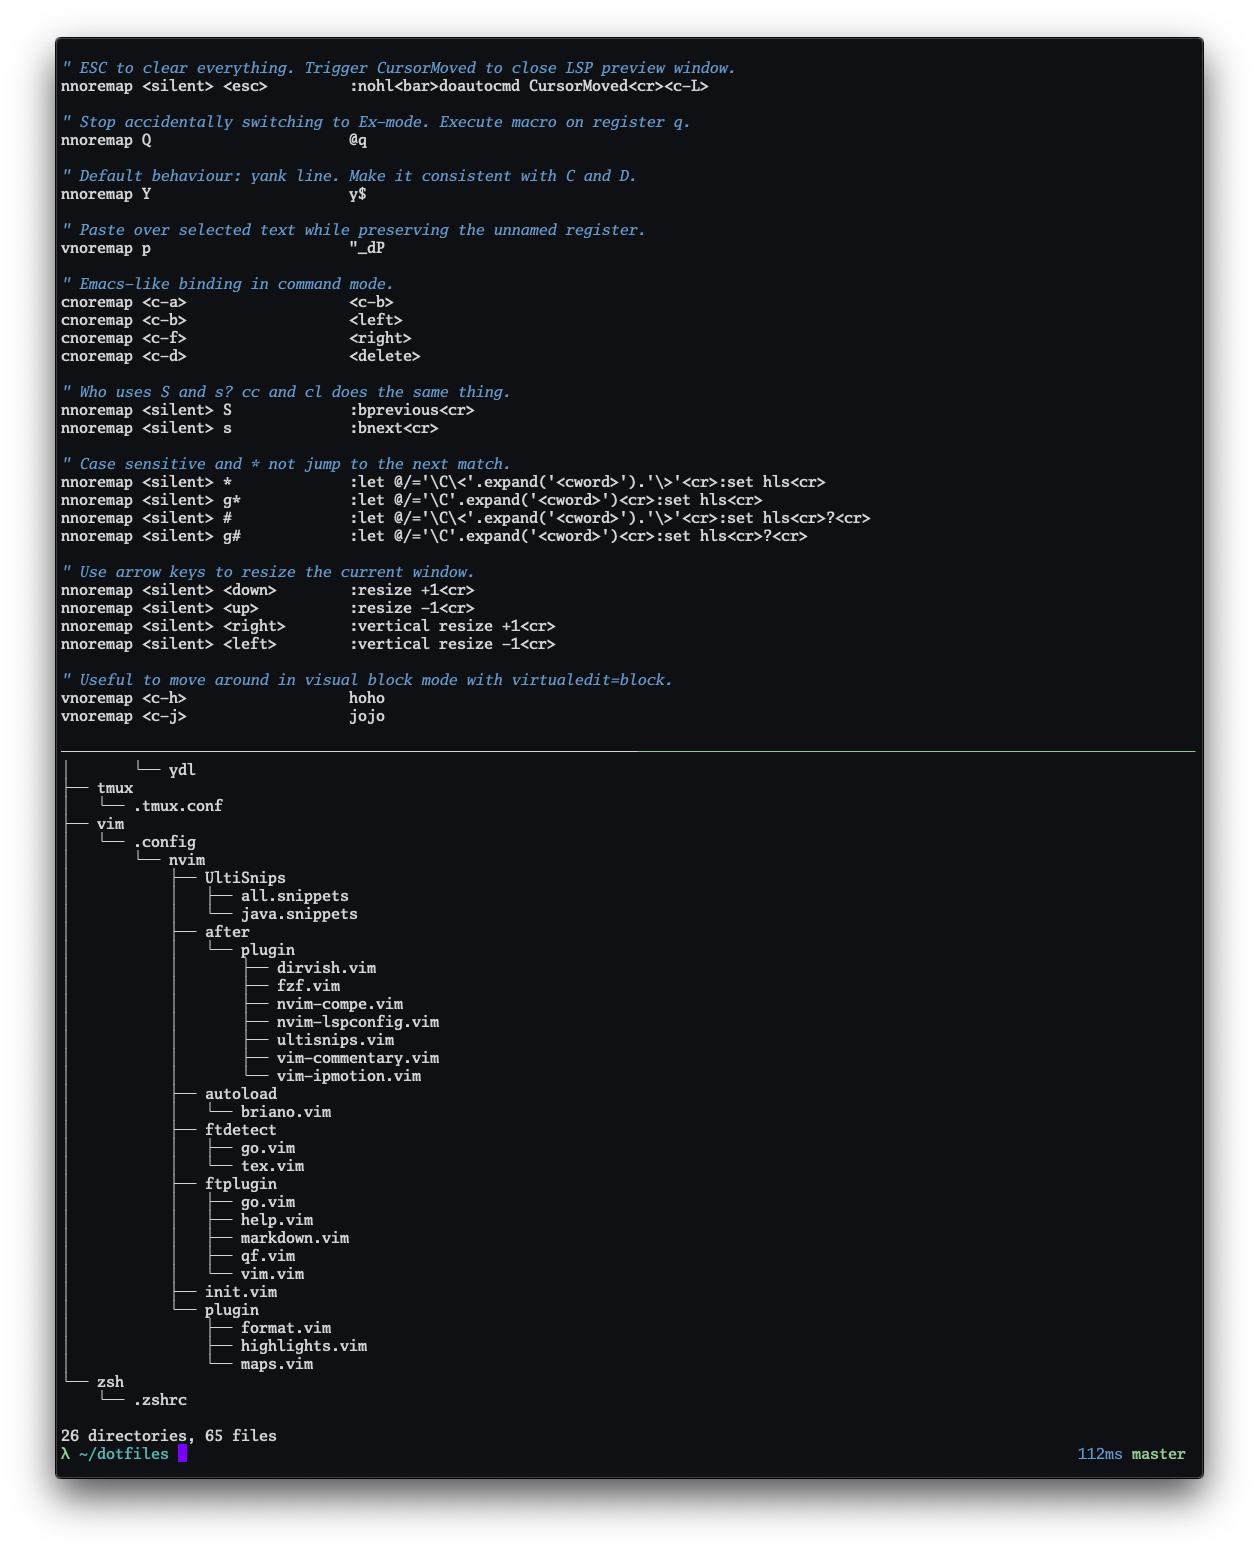 " ESC to clear everything. Trigger CursorMoved to close LSP preview window.
nnoremap <silent> <esc>         :nohl<bar>doautocmd CursorMoved<cr><c-L>

" Stop accidentally switching to Ex-mode. Execute macro on register q.
nnoremap Q                      @q

" Default behaviour: yank line. Make it consistent with C and D.
nnoremap Y                      y$

" Paste over selected text while preserving the unnamed register.
vnoremap p                      "_dP

" Emacs-like binding in command mode.
cnoremap <c-a>                  <c-b>
cnoremap <c-b>                  <left>
cnoremap <c-f>                  <right>
cnoremap <c-d>                  <delete>

" Who uses S and s? cc and cl does the same thing.
nnoremap <silent> S             :bprevious<cr>
nnoremap <silent> s             :bnext<cr>

" Case sensitive and * not jump to the next match.
nnoremap <silent> *             :let @/='\C\<'.expand('<cword>').'\>'<cr>:set hls<cr>
nnoremap <silent> g*            :let @/='\C'.expand('<cword>')<cr>:set hls<cr>
nnoremap <silent> #             :let @/='\C\<'.expand('<cword>').'\>'<cr>:set hls<cr>?<cr>
nnoremap <silent> g#            :let @/='\C'.expand('<cword>')<cr>:set hls<cr>?<cr>

" Use arrow keys to resize the current window.
nnoremap <silent> <down>        :resize +1<cr>
nnoremap <silent> <up>          :resize -1<cr>
nnoremap <silent> <right>       :vertical resize +1<cr>
nnoremap <silent> <left>        :vertical resize -1<cr>

" Useful to move around in visual block mode with virtualedit=block.
vnoremap <c-h>                  hoho
vnoremap <c-j>                  jojo

│       └── ydl
├── tmux
│   └── .tmux.conf
├── vim
│   └── .config
│       └── nvim
│           ├── UltiSnips
│           │   ├── all.snippets
│           │   └── java.snippets
│           ├── after
│           │   └── plugin
│           │       ├── dirvish.vim
│           │       ├── fzf.vim
│           │       ├── nvim-compe.vim
│           │       ├── nvim-lspconfig.vim
│           │       ├── ultisnips.vim
│           │       ├── vim-commentary.vim
│           │       └── vim-ipmotion.vim
│           ├── autoload
│           │   └── briano.vim
│           ├── ftdetect
│           │   ├── go.vim
│           │   └── tex.vim
│           ├── ftplugin
│           │   ├── go.vim
│           │   ├── help.vim
│           │   ├── markdown.vim
│           │   ├── qf.vim
│           │   └── vim.vim
│           ├── init.vim
│           └── plugin
│               ├── format.vim
│               ├── highlights.vim
│               └── maps.vim
└── zsh
    └── .zshrc

26 directories, 65 files
λ ~/dotfiles 112ms master